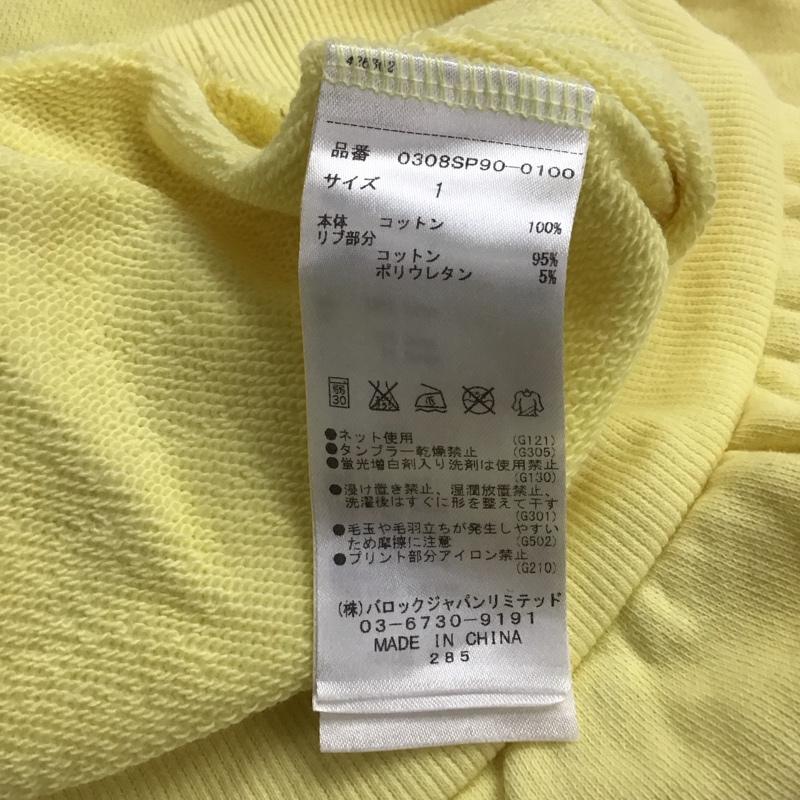 426302
品番 0308SP90-0100
サイズ 1
本体 コットン 100%
リブ部分
コットン 95%
ポリウレタン 5%
30
●ネット使用 (G121)
●タンブラー乾燥禁止 (G305)
●蛍光増白剤入り洗剤は使用禁止
(G130)
●浸け置き禁止、湿潤放置禁止、
洗濯後はすぐに形を整えて干す
(G301)
●毛玉や毛羽立ちが発生しやすい
ため摩擦に注意 (G502)
●プリント部分アイロン禁止
(G210)
(株)バロックジャパンリミテッド
03-6730-9191
MADE IN CHINA
285